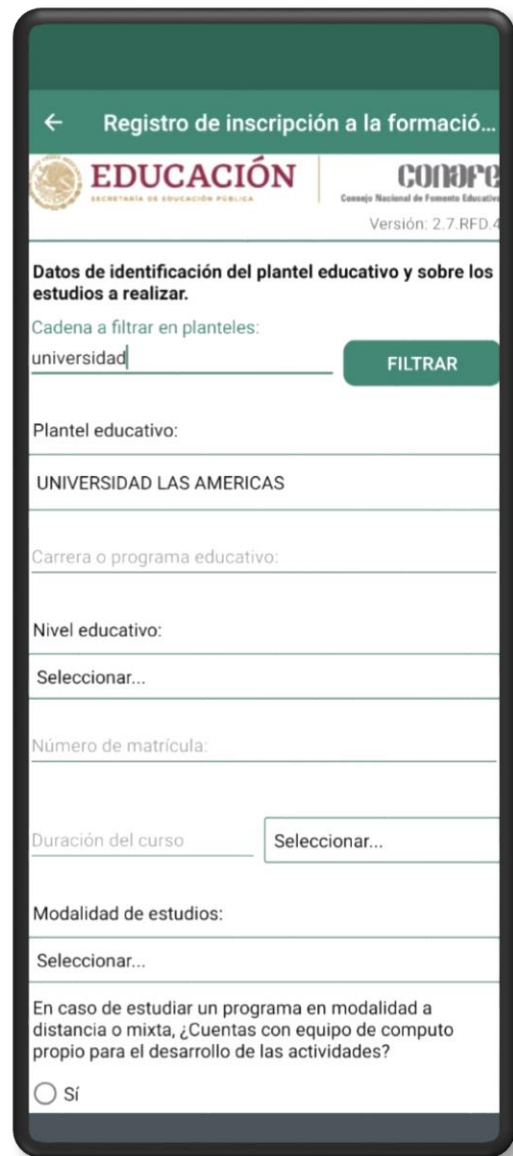 Registro de inscripción a la formació...
EDUCACIÓN
SECRETARÍA DE EDUCACIÓN PÚBLICA
conafe
Consejo Nacional de Fomento Educativo
Versión: 2.7.RFD.4
Datos de identificación del plantel educativo y sobre los
estudios a realizar.
Cadena a filtrar en planteles:
universidad
FILTRAR
Plantel educativo:
UNIVERSIDAD LAS AMERICAS
Carrera o programa educativo:
Nivel educativo:
Seleccionar...
Número de matrícula:
Duración del curso
Seleccionar...
Modalidad de estudios:
Seleccionar...
En caso de estudiar un programa en modalidad a
distancia o mixta, ¿Cuentas con equipo de computo
propio para el desarrollo de las actividades?
Sí